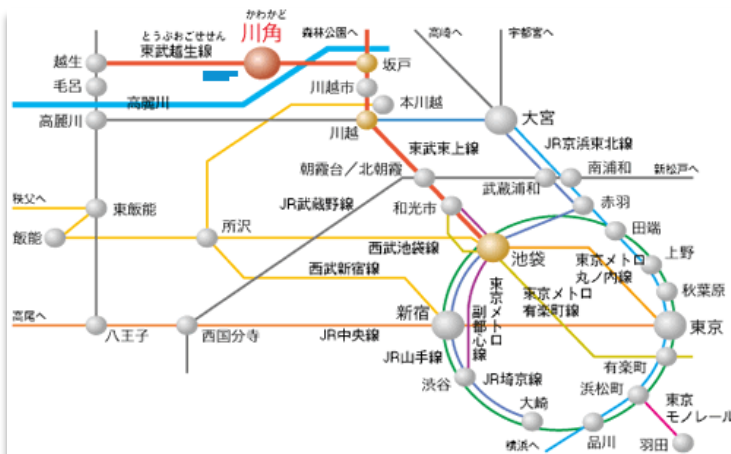 とうぶおごせせん
かわかど
川角
森林公園へ
高崎へ
宇都宮へ
越生
東武越生線
坂戸
毛呂
川越市
高麗川
本川越
高麗川
川越
大宮
東武東上線
JR京浜東北線
朝霞台/北朝霞
武蔵浦和
南浦和
新松戸へ
秩父へ
東飯能
JR武蔵野線
和光市
赤羽
飯能
所沢
田端
池袋
上野
西武池袋線
東京メトロ
丸ノ内線
西武新宿線
東京メトロ
副都心線
東京メトロ
有楽町線
秋葉原
高尾へ
八王子
西国分寺
JR中央線
新宿
東京
JR山手線
有楽町
渋谷
JR埼京線
浜松町
東京
モノレール
大崎
品川
羽田
横浜へ